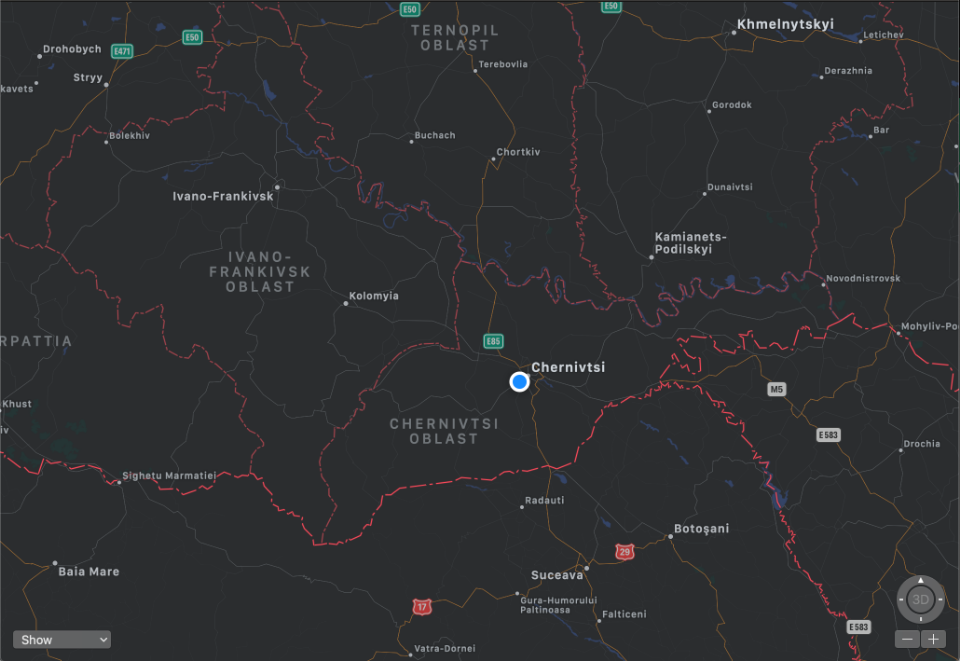 E50
E50
Khmelnytskyi
TERNOPIL
OBLAST
Letichev
E50
Drohobych
E471
Terebovlia
Derazhnia
Stryy
kavets
Gorodok
Bolekhiv
Buchach
Bar
Chortkiv
Dunaivtsi
Ivano-Frankivsk
Kamianets-
Podilskyi
IVANO-
FRANKIVSK
OBLAST
Novodnistrovsk
Kolomyia
Mohyliv-Po
RPATTIA
E85
Chernivtsi
M5
Khust
iv
CHERNIVTSI
OBLAST
E583
Drochia
Sighetu Marmatiei
Radauti
Botoşani
29
Baia Mare
Suceava
Gura-Humorului
Paltinoasa
17
Falticeni
3D
E583
Show
Vatra-Dornei